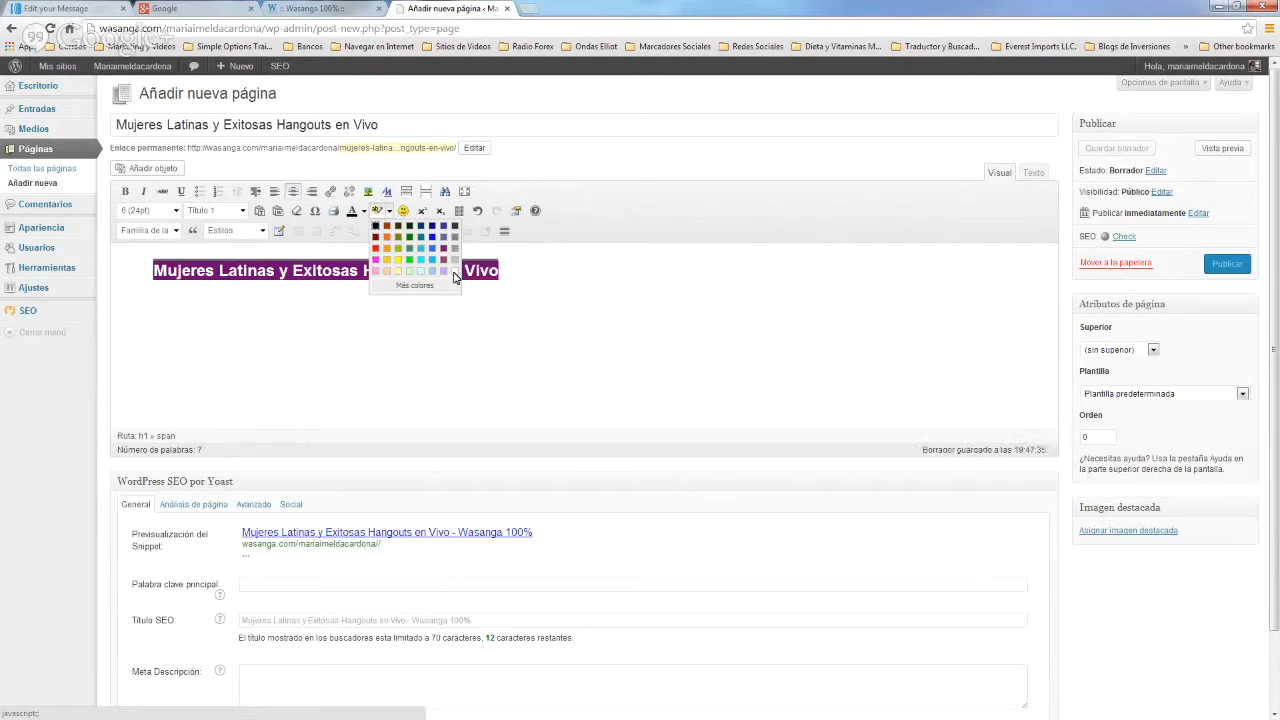 Edit your Message
Google
:: Wasanga 100% ::
Añadir nueva página ‹ Ma
wasanga.com/mariaimeldacardona/wp-admin/post-new.php?post_type=page
Google+
Cursos
Simple Options Trai...
Bancos
Navegar en Internet
Sitios de Videos
Radio Forex
Ondas Elliot
Marcadores Sociales
Redes Sociales
Dieta y Vitaminas M...
Traductor y Buscad...
Everest Imports LLC.
Blogs de Inversiones
»
Other bookmarks
Mis sitios
Mariaimeldacardona
Nuevo
SEO
Hola, mariaimeldacardona
Escritorio
Entradas
Medios
Páginas
Todas las páginas
Añadir nueva
Comentarios
Apariencia
Usuarios
Herramientas
Ajustes
SEO
Cerrar menú
Opciones de pantalla
Ayuda
Añadir nueva página
Mujeres Latinas y Exitosas Hangouts en Vivo
Enlace permanente: http://wasanga.com/mariaimeldacardona/mujeres-latina...ngouts-en-vivo/ Editar
Añadir objeto
Visual
Texto
B I ABC U
6 (24pt)
Título 1
Familia de la
Estilos
Más colores
Mujeres Latinas y Exitosas H Vivo
Ruta: h1 » span
Número de palabras: 7
Borrador guardado a las 19:47:35.
WordPress SEO por Yoast
General
Análisis de página
Avanzado
Social
Previsualización del Snippet:
Mujeres Latinas y Exitosas Hangouts en Vivo - Wasanga 100%
wasanga.com/mariaimeldacardona//
...
Palabra clave principal:
Título SEO:
Mujeres Latinas y Exitosas Hangouts en Vivo - Wasanga 100%
El título mostrado en los buscadores esta limitado a 70 caracteres, 12 caracteres restantes.
Meta Descripción:
Publicar
Guardar borrador
Vista previa
Estado: Borrador Editar
Visibilidad: Público Editar
Publicar inmediatamente Editar
SEO: Check
Mover a la papelera
Publicar
Atributos de página
Superior
(sin superior)
Plantilla
Plantilla predeterminada
Orden
0
¿Necesitas ayuda? Usa la pestaña Ayuda en la parte superior derecha de la pantalla.
Imagen destacada
Asignar imagen destacada
javascript:;